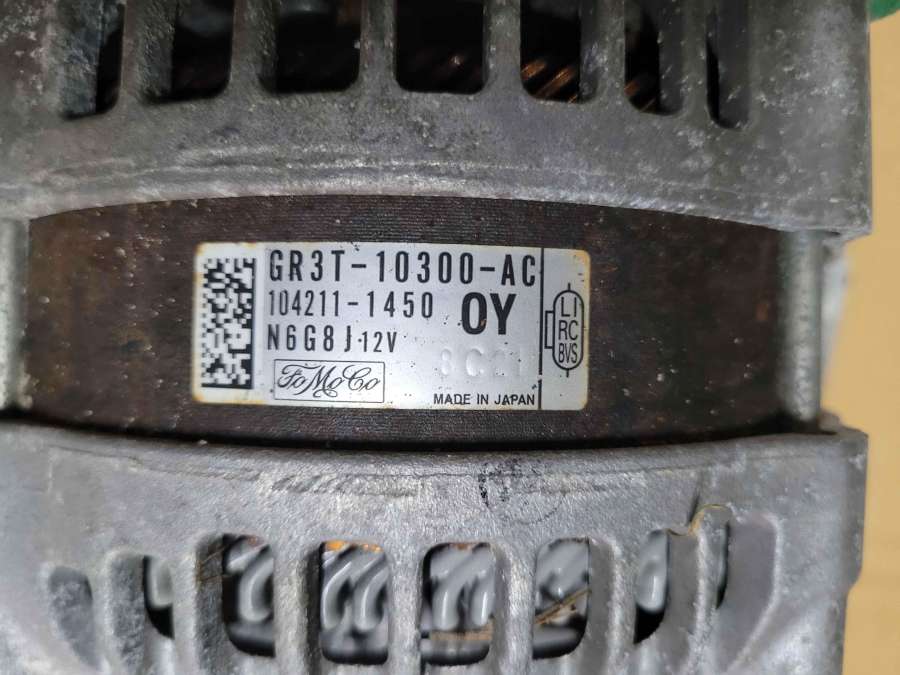 GR3T-10300-AC
104211-1450 OY
N6G8J-12V
FoMoCo
MADE IN JAPAN
LI
RC
BVS